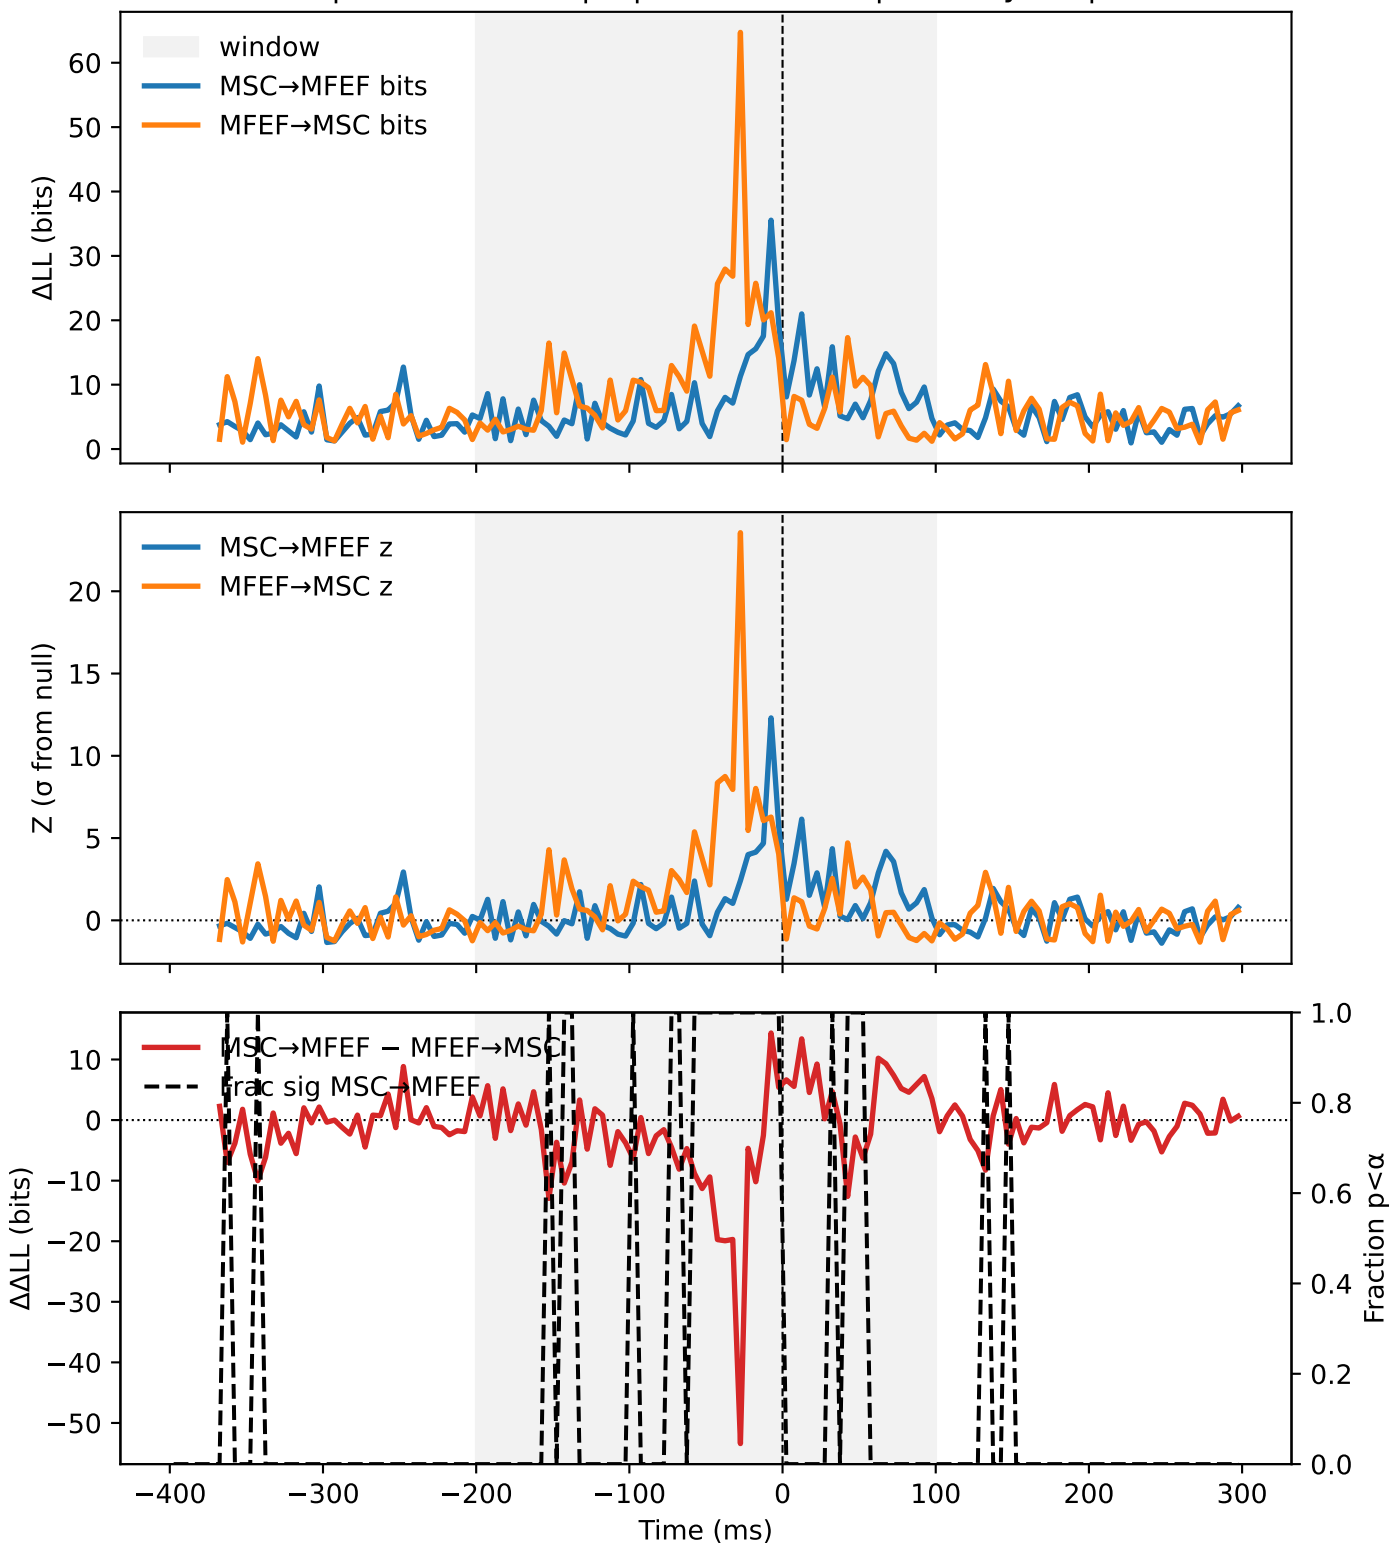 window
MSC→MFEF bits
MFEF→MSC bits
60
50
40
30
20
10
0
ΔLL (bits)
MSC→MFEF z
MFEF→MSC z
20
15
10
5
0
Z (σ from null)
MSC→MFEF − MFEF→MSC
Frac sig MSC→MFEF
10
0
−10
−20
−30
−40
−50
ΔΔLL (bits)
1.0
0.8
0.6
0.4
0.2
0.0
Fraction p<α
−400 −300 −200 −100 0 100 200 300
Time (ms)